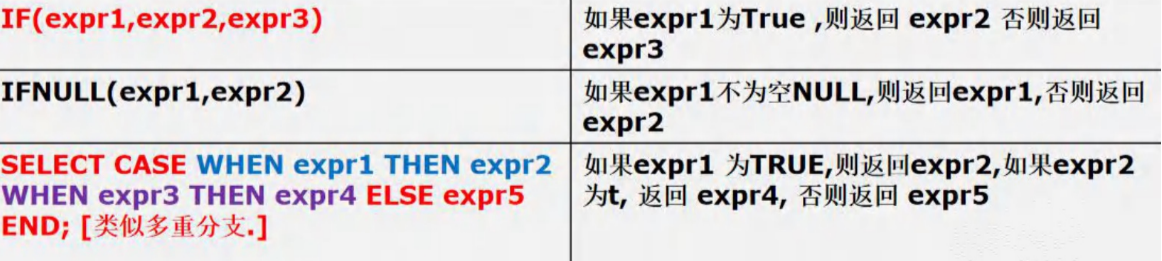 IF(expr1,expr2,expr3)
如果expr1为True ,则返回 expr2 否则返回
expr3
IFNULL(expr1,expr2)
如果expr1不为空NULL,则返回expr1,否则返回
expr2
SELECT CASE WHEN expr1 THEN expr2
WHEN expr3 THEN expr4 ELSE expr5
END; [类似多重分支.]
如果expr1 为TRUE,则返回expr2,如果expr2
为t, 返回 expr4, 否则返回 expr5